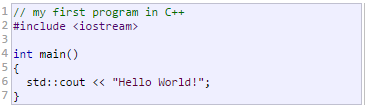 1 // my first program in C++
2 #include <iostream>
3
4 int main()
5 {
6   std::cout << "Hello World!";
7 }